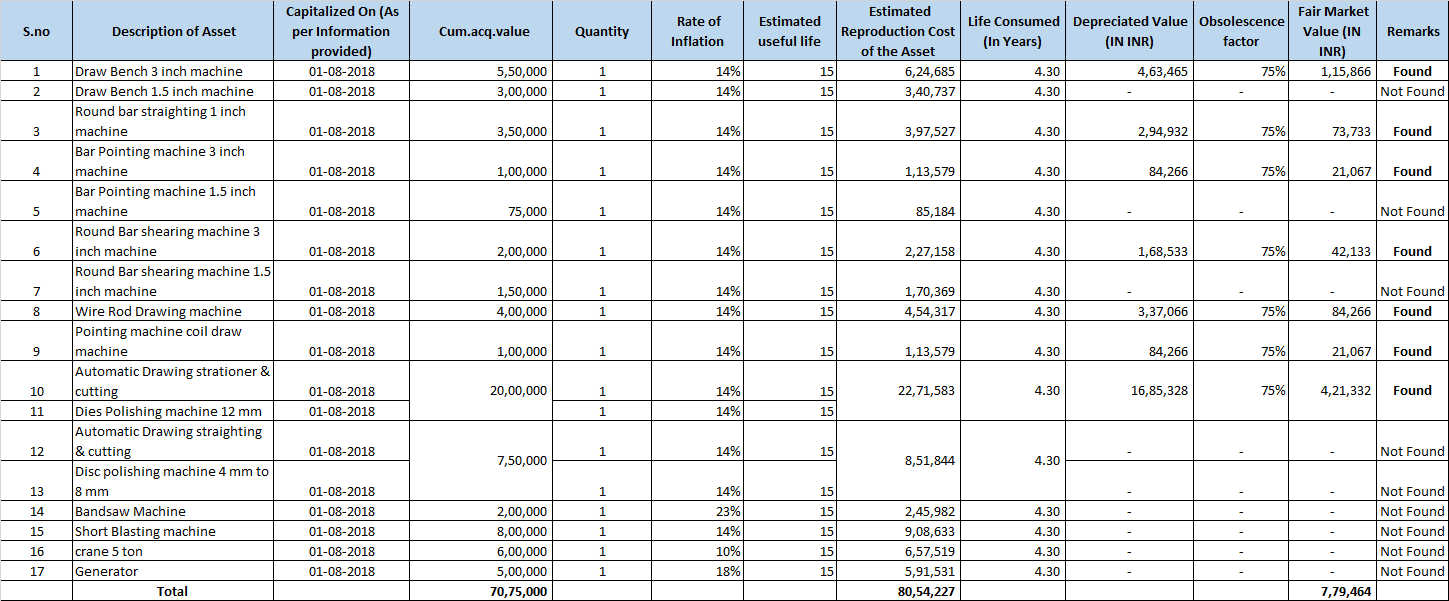 S.no Description of Asset Capitalized On (As per Information provided) Cum.acq.value Quantity Rate of Inflation Estimated useful life Estimated Reproduction Cost of the Asset Life Consumed (In Years) Depreciated Value (IN INR) Obsolescence factor Fair Market Value (IN INR) Remarks
1 Draw Bench 3 inch machine 01-08-2018 5,50,000 1 14% 15 6,24,685 4.30 4,63,465 75% 1,15,866 Found
2 Draw Bench 1.5 inch machine 01-08-2018 3,00,000 1 14% 15 3,40,737 4.30 - - - Not Found
3 Round bar straighting 1 inch machine 01-08-2018 3,50,000 1 14% 15 3,97,527 4.30 2,94,932 75% 73,733 Found
4 Bar Pointing machine 3 inch machine 01-08-2018 1,00,000 1 14% 15 1,13,579 4.30 84,266 75% 21,067 Found
5 Bar Pointing machine 1.5 inch machine 01-08-2018 75,000 1 14% 15 85,184 4.30 - - - Not Found
6 Round Bar shearing machine 3 inch machine 01-08-2018 2,00,000 1 14% 15 2,27,158 4.30 1,68,533 75% 42,133 Found
7 Round Bar shearing machine 1.5 inch machine 01-08-2018 1,50,000 1 14% 15 1,70,369 4.30 - - - Not Found
8 Wire Rod Drawing machine 01-08-2018 4,00,000 1 14% 15 4,54,317 4.30 3,37,066 75% 84,266 Found
9 Pointing machine coil draw machine 01-08-2018 1,00,000 1 14% 15 1,13,579 4.30 84,266 75% 21,067 Found
10 Automatic Drawing strationer & cutting 01-08-2018 20,00,000 1 14% 15 22,71,583 4.30 16,85,328 75% 4,21,332 Found
11 Dies Polishing machine 12 mm 01-08-2018 1 14% 15
12 Automatic Drawing straighting & cutting 01-08-2018 7,50,000 1 14% 15 8,51,844 4.30 - - - Not Found
13 Disc polishing machine 4 mm to 8 mm 01-08-2018 1 14% 15 - - - Not Found
14 Bandsaw Machine 01-08-2018 2,00,000 1 23% 15 2,45,982 4.30 - - - Not Found
15 Short Blasting machine 01-08-2018 8,00,000 1 14% 15 9,08,633 4.30 - - - Not Found
16 crane 5 ton 01-08-2018 6,00,000 1 10% 15 6,57,519 4.30 - - - Not Found
17 Generator 01-08-2018 5,00,000 1 18% 15 5,91,531 4.30 - - - Not Found
Total 70,75,000 80,54,227 7,79,464